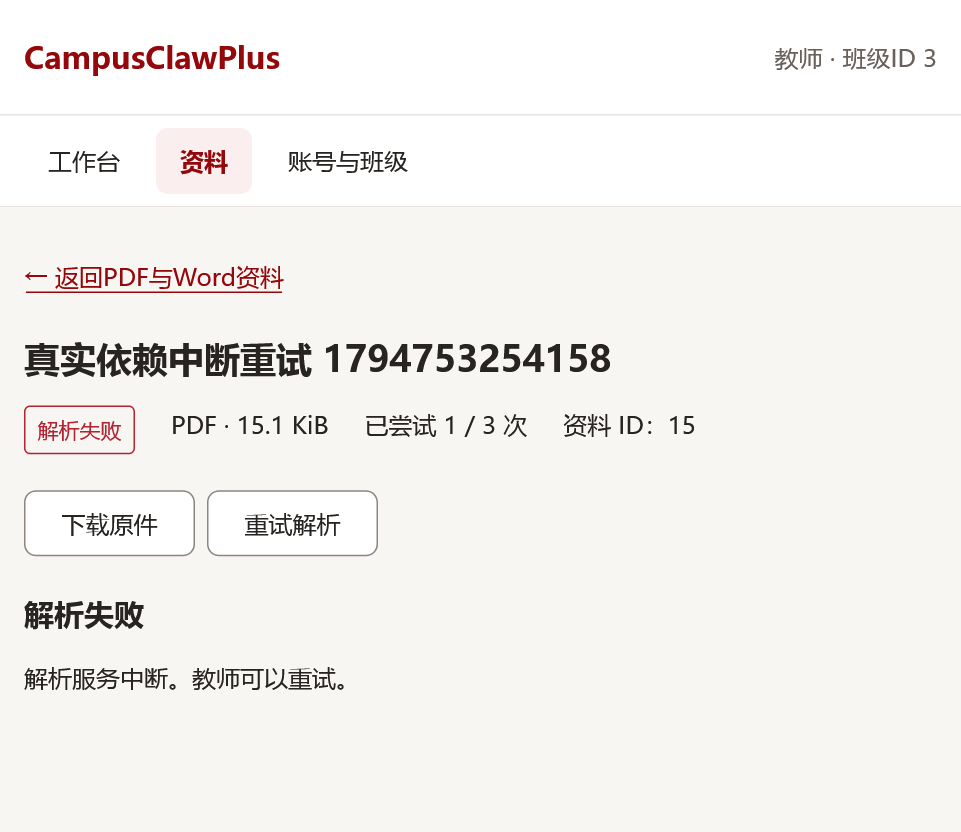 CampusClawPlus
教师 · 班级ID 3
工作台 资料 账号与班级
← 返回PDF与Word资料
真实依赖中断重试 1794753254158
解析失败 PDF · 15.1 KiB 已尝试 1 / 3 次 资料 ID：15
下载原件 重试解析
解析失败
解析服务中断。教师可以重试。